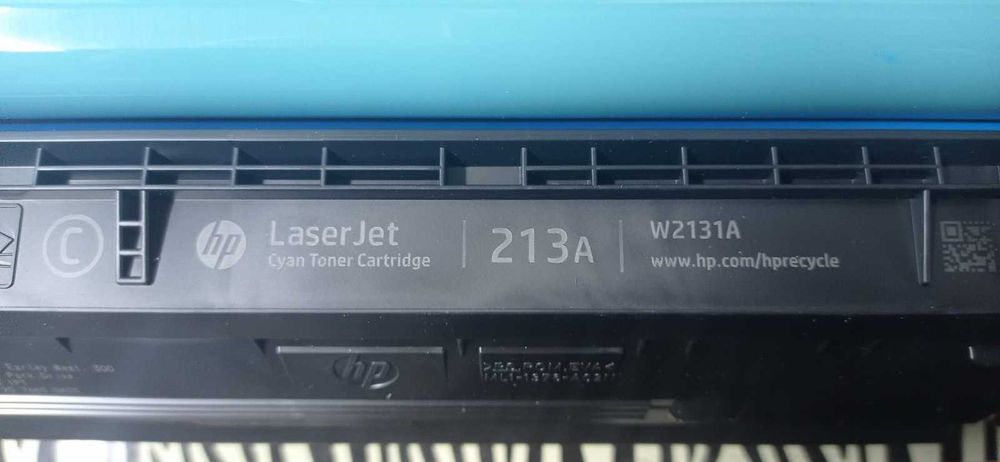 C
hp
LaserJet
Cyan Toner Cartridge
213A
W2131A
www.hp.com/hprecycle
hp